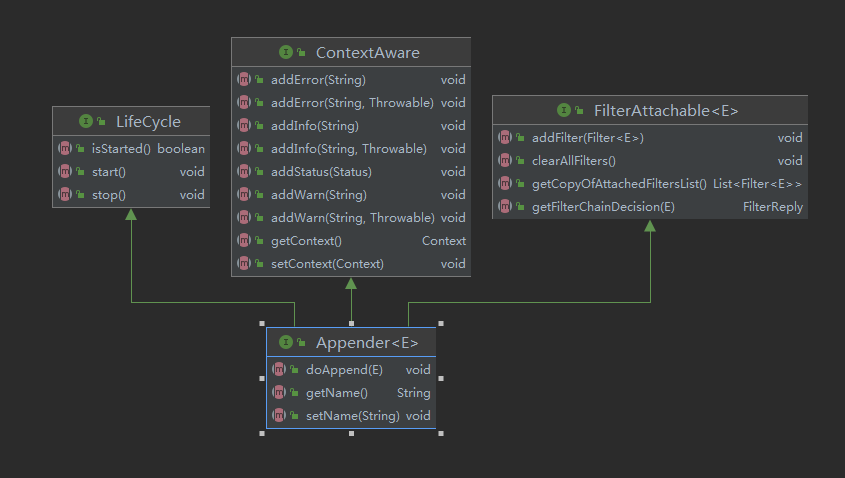 LifeCycle
isStarted() boolean
start() void
stop() void
ContextAware
addError(String) void
addError(String, Throwable) void
addInfo(String) void
addInfo(String, Throwable) void
addStatus(Status) void
addWarn(String) void
addWarn(String, Throwable) void
getContext() Context
setContext(Context) void
FilterAttachable<E>
addFilter(Filter<E>) void
clearAllFilters() void
getCopyOfAttachedFiltersList() List<Filter<E>>
getFilterChainDecision(E) FilterReply
Appender<E>
doAppend(E) void
getName() String
setName(String) void